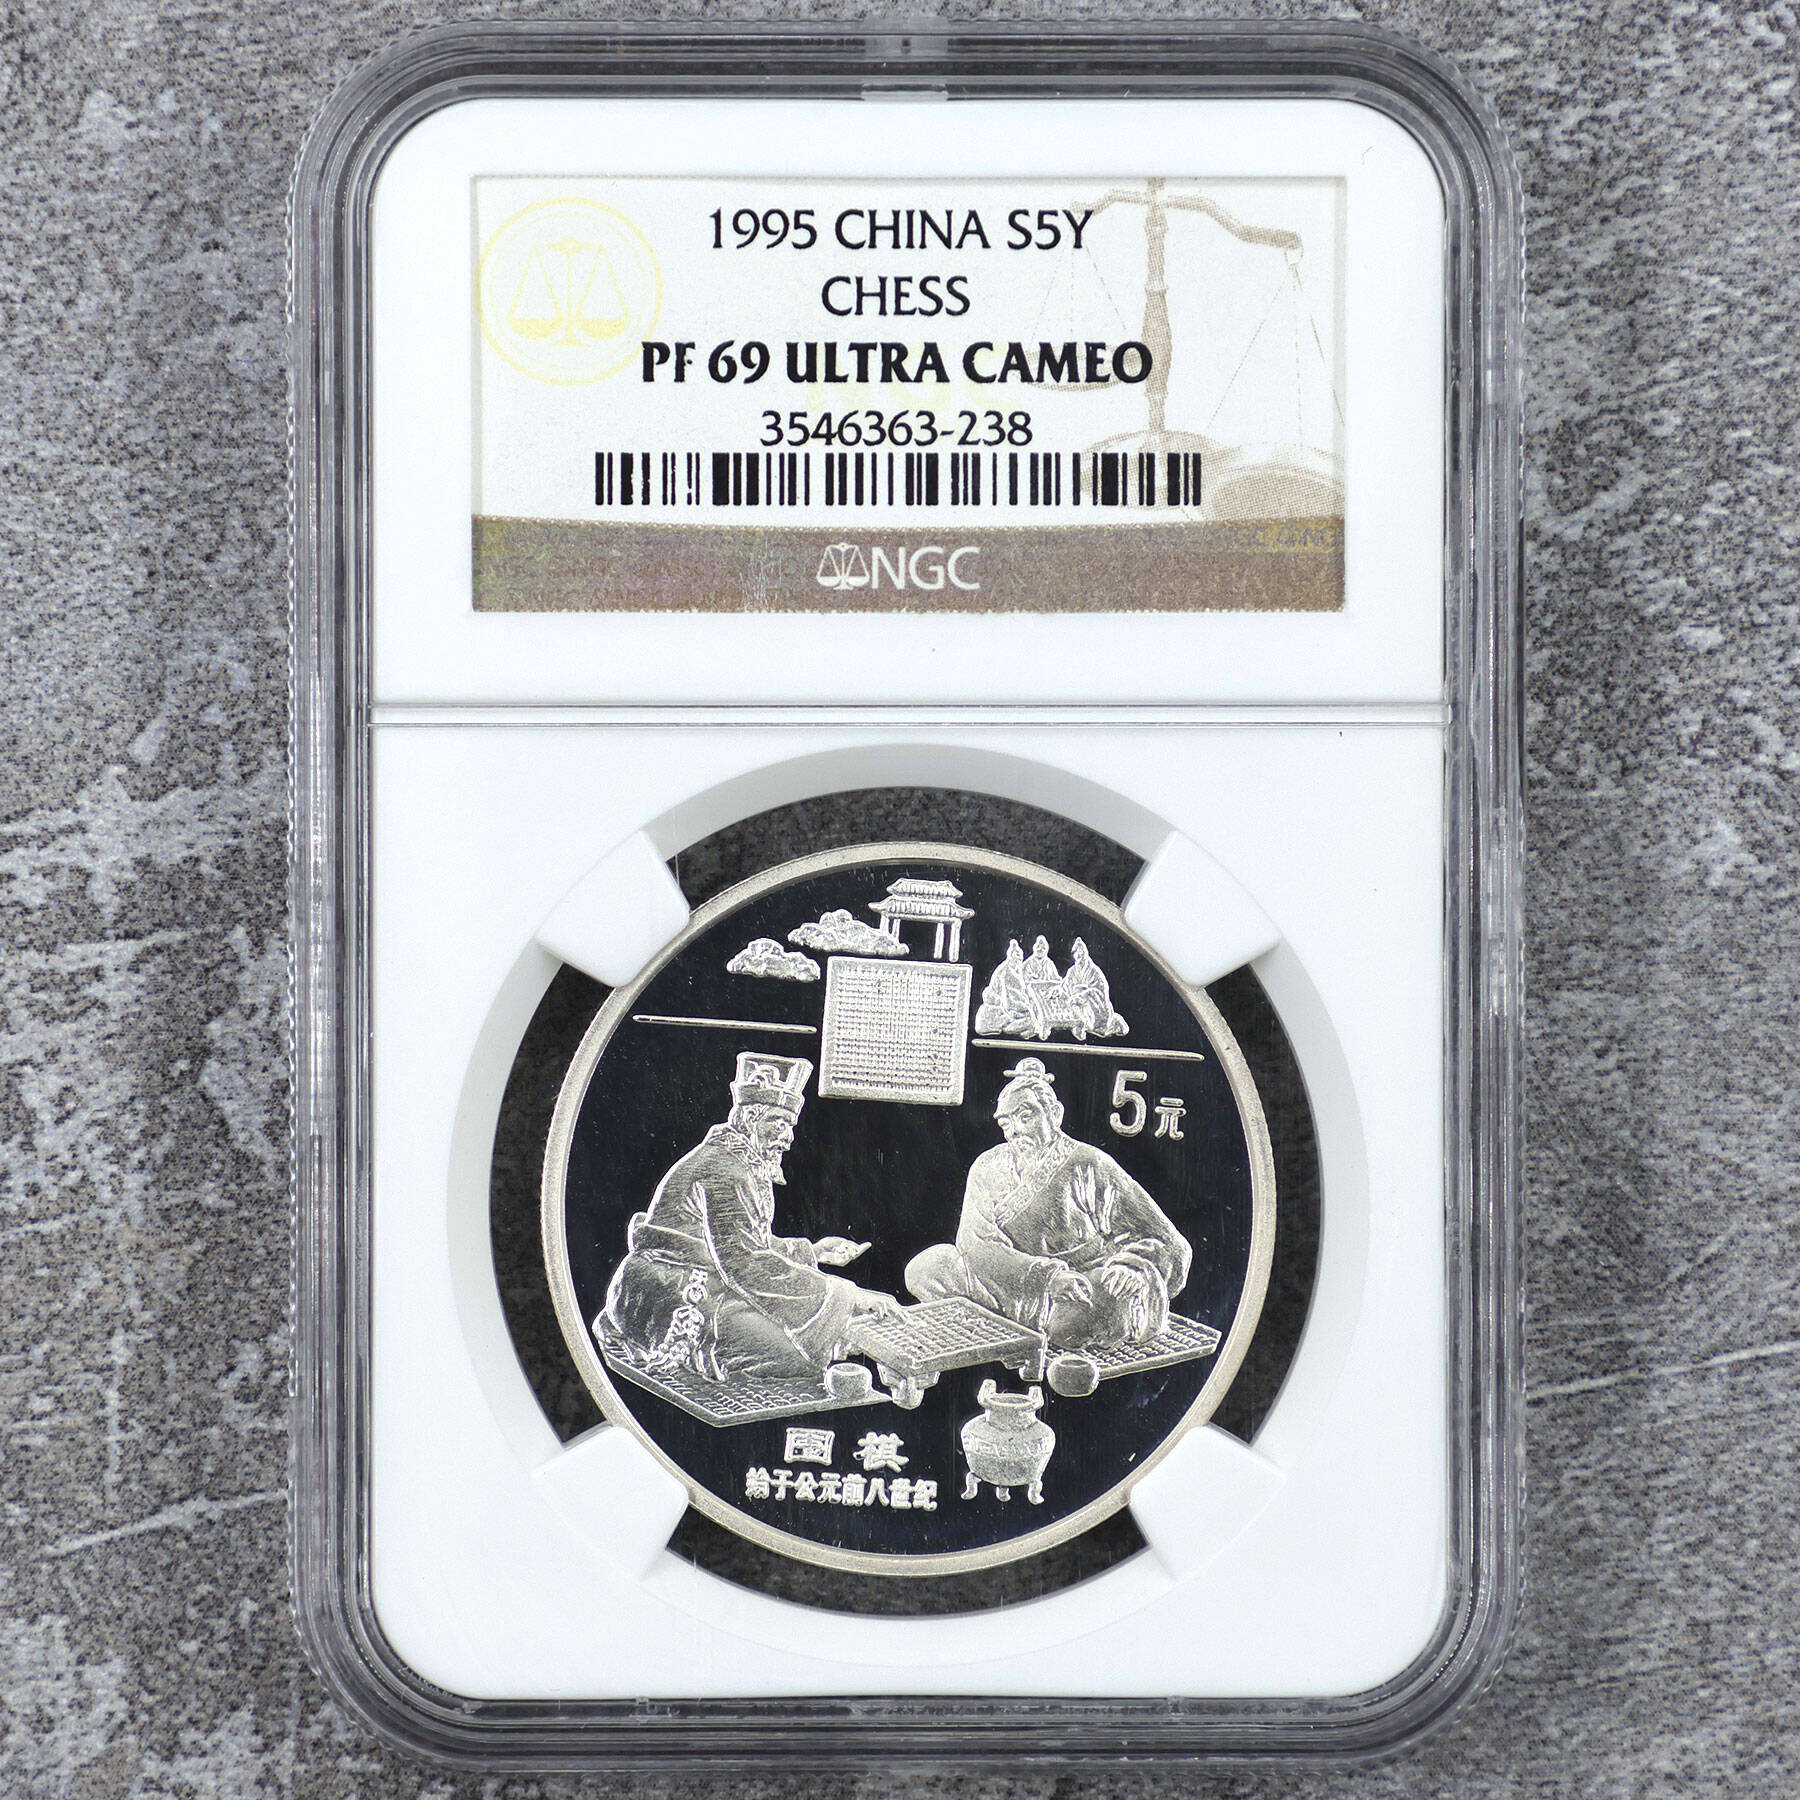 1995 CHINA S5Y
CHESS
PF 69 ULTRA CAMEO
3546363-238
NGC
5元
围棋
始于公元前八世纪